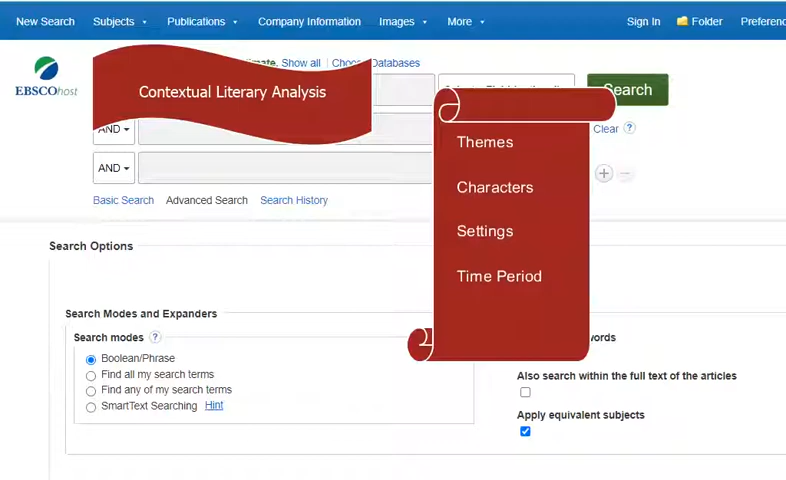 New Search Subjects Publications Company Information Images More Sign In Folder
Show all | Choo Databases
EBSCOhost
Contextual Literary Analysis
Search
AND
Clear
Themes
AND
Characters
Basic Search Advanced Search Search History
Settings
Search Options
Time Period
Search Modes and Expanders
Search modes ?
Boolean/Phrase
Find all my search terms
Also search within the full text of the articles
Find any of my search terms
SmartText Searching Hint
Apply equivalent subjects